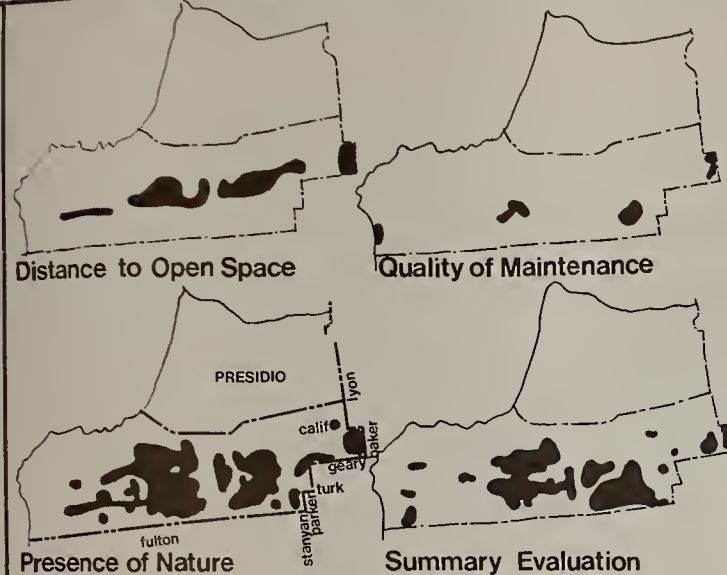 Distance to Open Space
Quality of Maintenance
PRESIDIO
lyon
calif
baker
geary
turk
stanyan
parker
fulton
Presence of Nature
Summary Evaluation